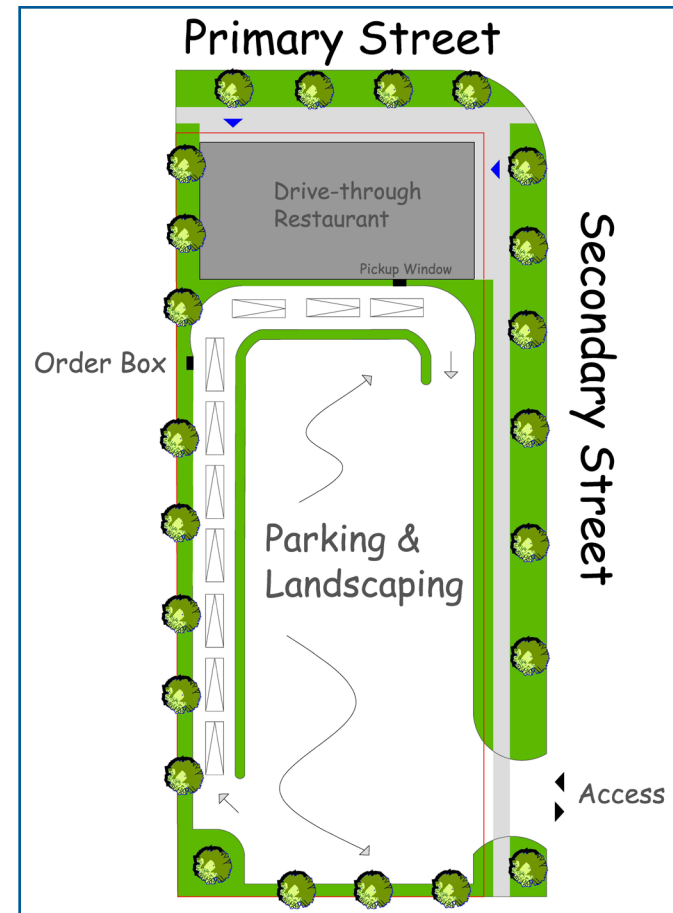 Primary Street
Drive-through
Restaurant
Pickup Window
Secondary Street
Order Box
Parking &
Landscaping
Access